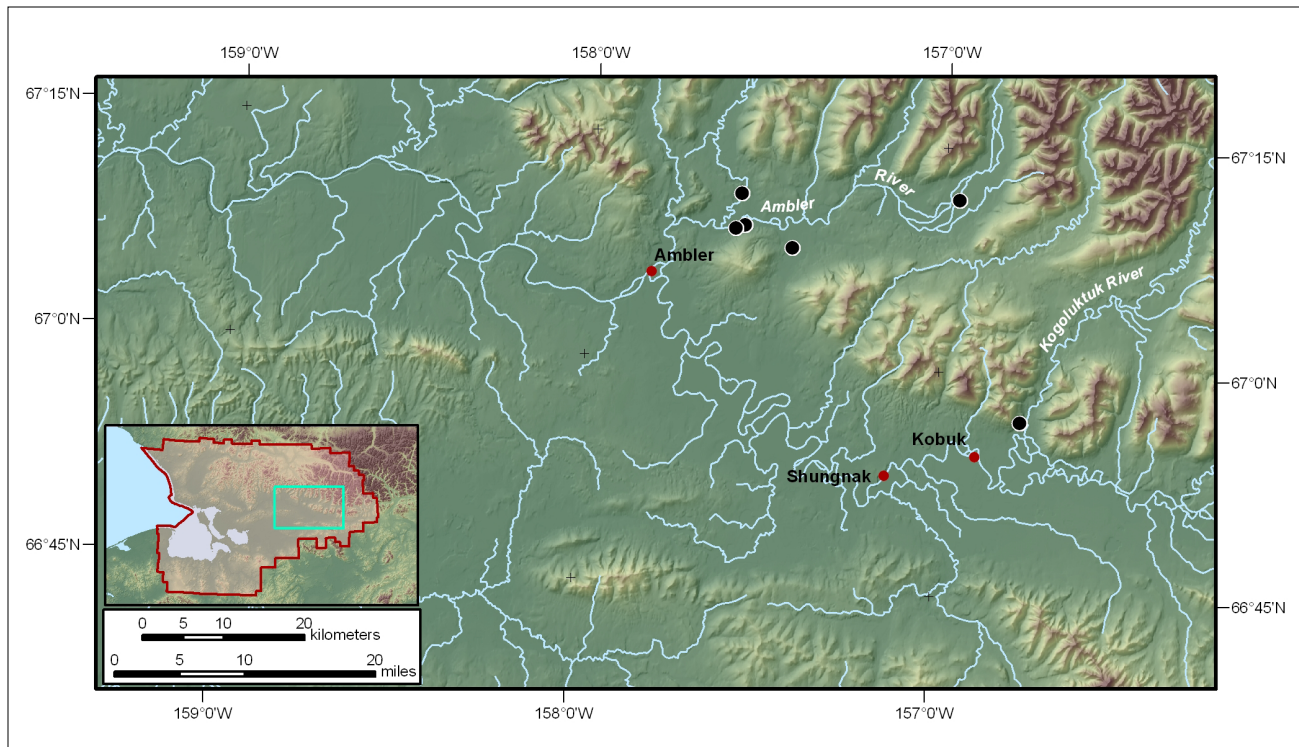 159°0'W 158°0'W 157°0'W
67°15'N
67°15'N
River
Ambler
Ambler
Kogoluktuk River
67°0'N
67°0'N
Kobuk
Shungnak
66°45'N
66°45'N
0 5 10 20
kilometers
0 5 10 20
miles
159°0'W 158°0'W 157°0'W